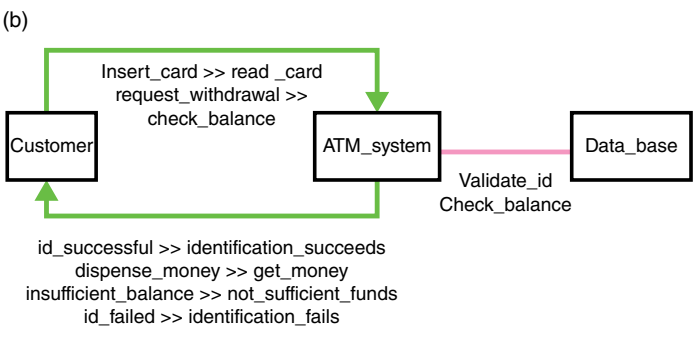 (b)
Insert_card >> read _card
request_withdrawal >>
check_balance
Customer
ATM_system
Data_base
Validate_id
Check_balance
id_successful >> identification_succeeds
dispense_money >> get_money
insufficient_balance >> not_sufficient_funds
id_failed >> identification_fails